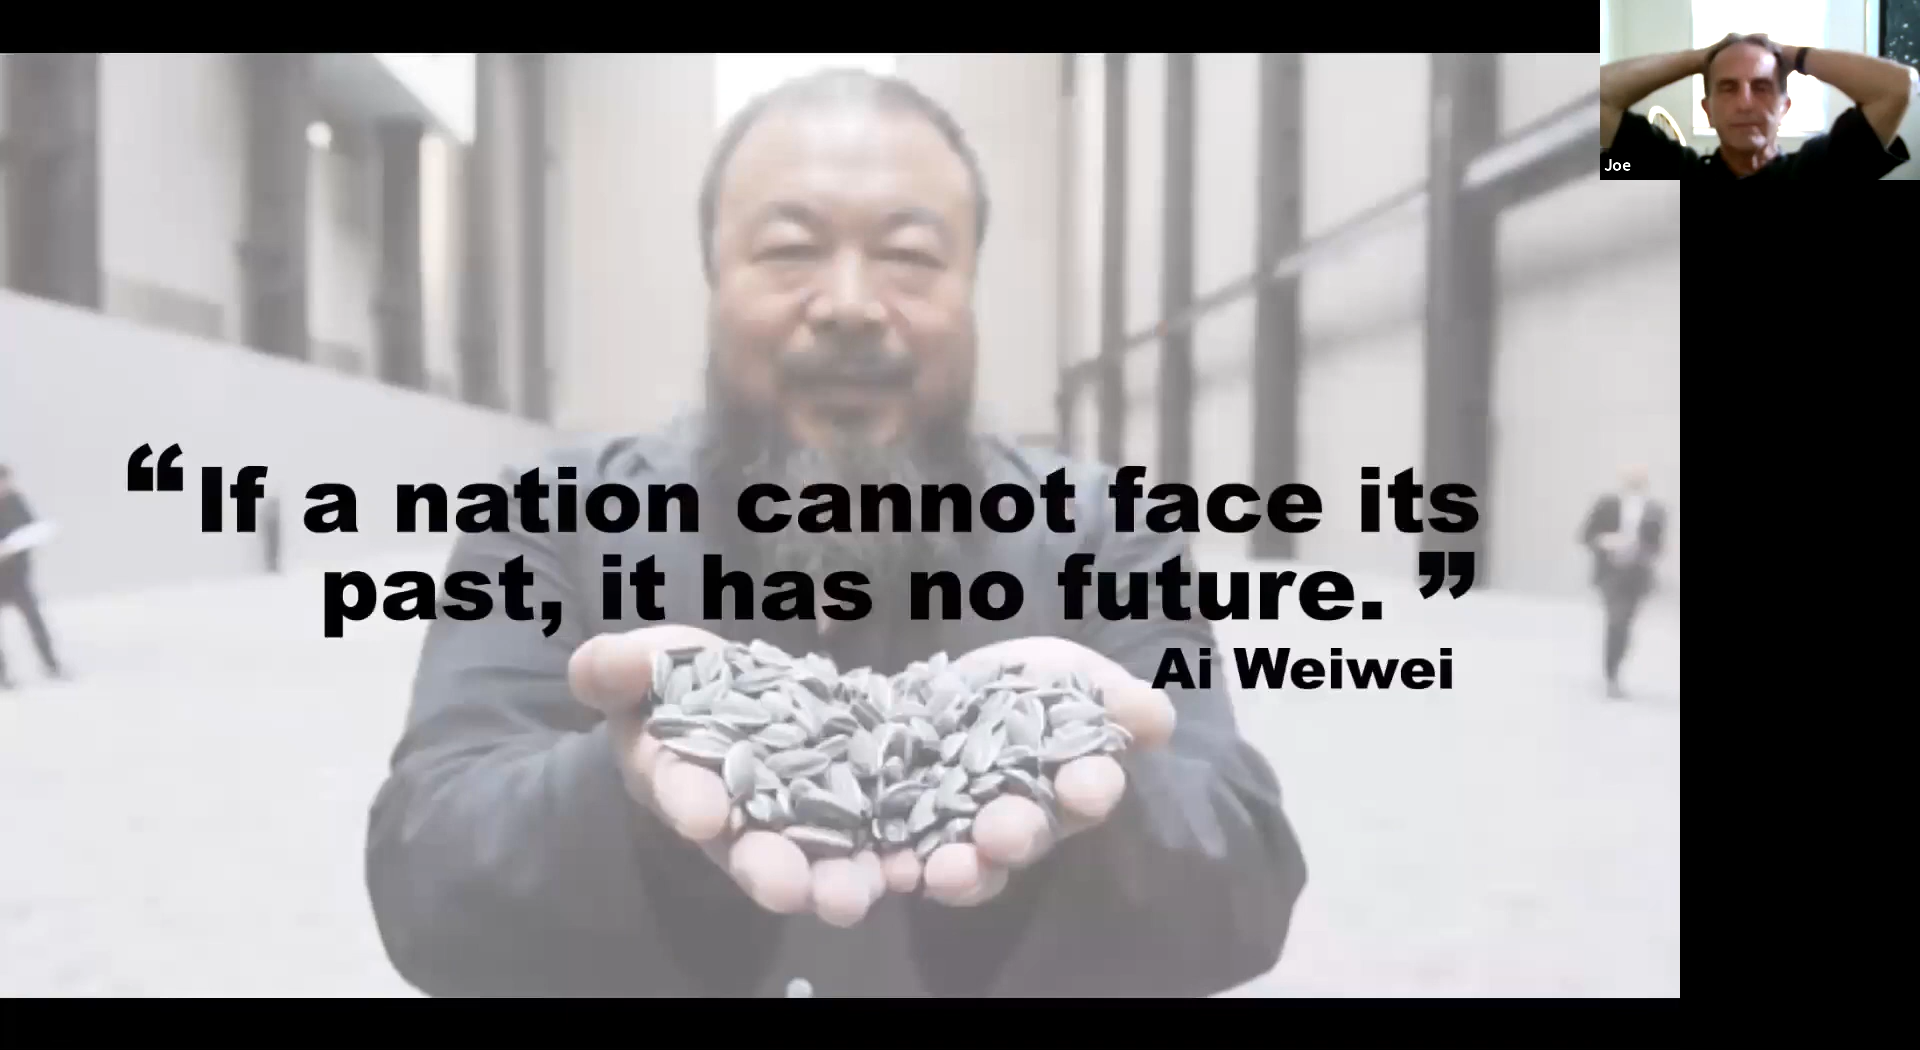 “If a nation cannot face its
past, it has no future.”
Ai Weiwei
Joe